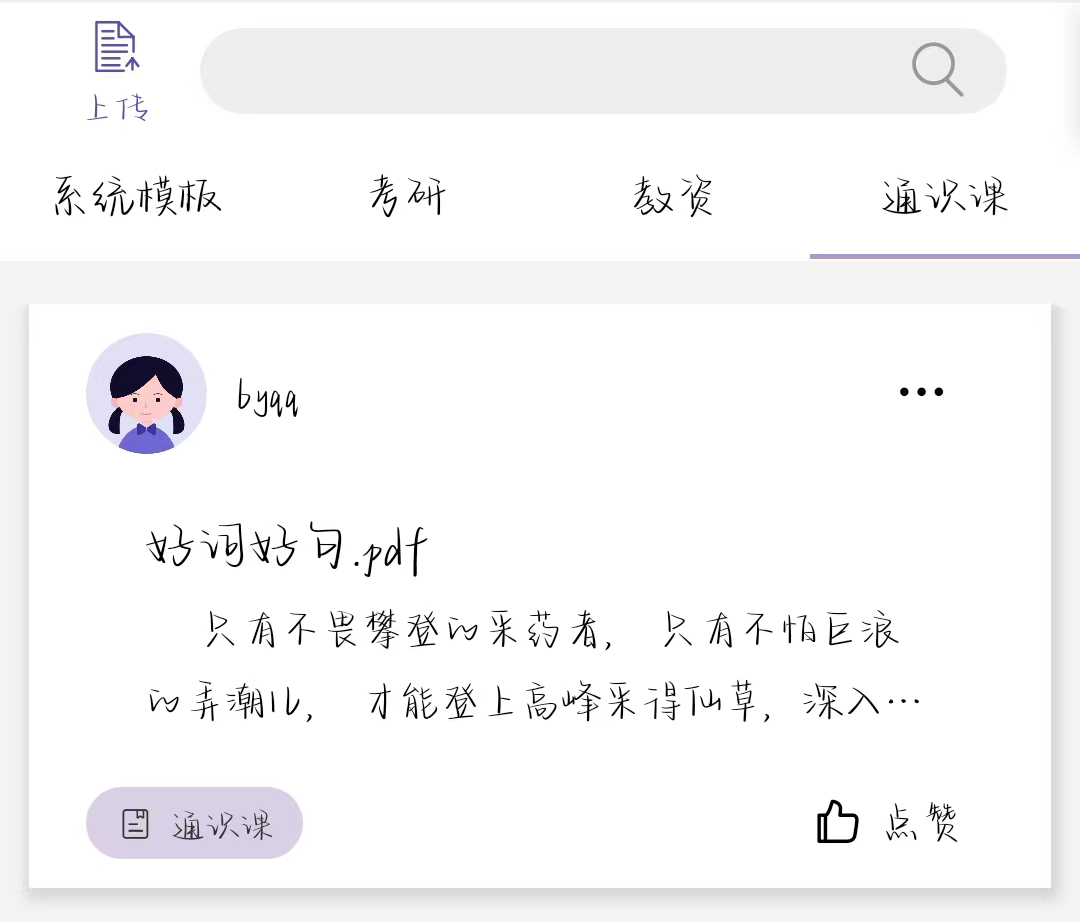 上传
系统模板 考研 教资 通识课
byqq
好词好句.pdf
只有不畏攀登的采药者， 只有不怕巨浪
的弄潮儿， 才能登上高峰采得仙草，深入…
通识课 点赞